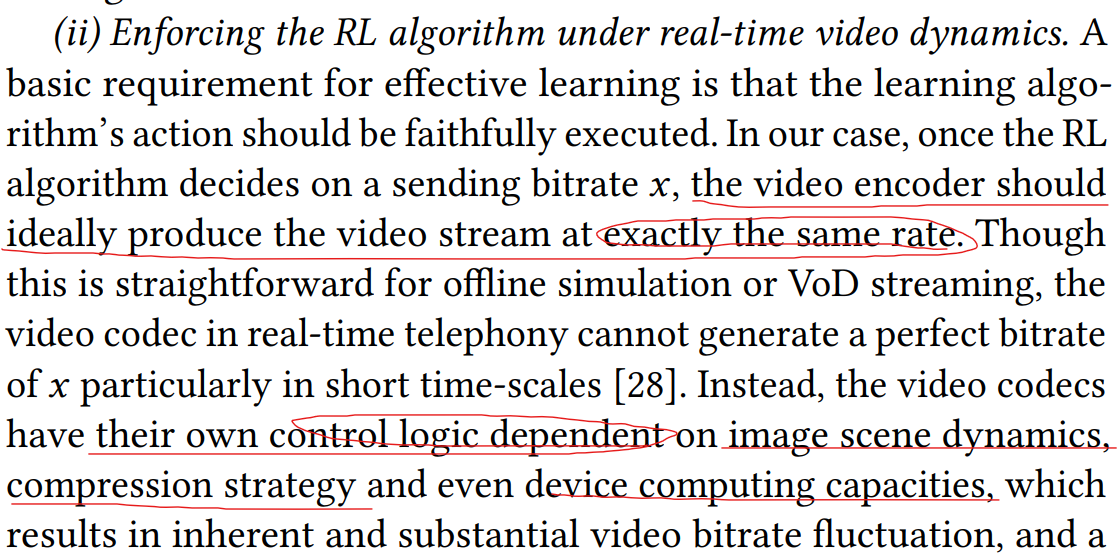 (ii) Enforcing the RL algorithm under real-time video dynamics. A
basic requirement for effective learning is that the learning algo-
rithm's action should be faithfully executed. In our case, once the RL
algorithm decides on a sending bitrate x, the video encoder should
ideally produce the video stream at exactly the same rate. Though
this is straightforward for offline simulation or VoD streaming, the
video codec in real-time telephony cannot generate a perfect bitrate
of x particularly in short time-scales [28]. Instead, the video codecs
have their own control logic dependent on image scene dynamics,
compression strategy and even device computing capacities, which
results in inherent and substantial video bitrate fluctuation, and a